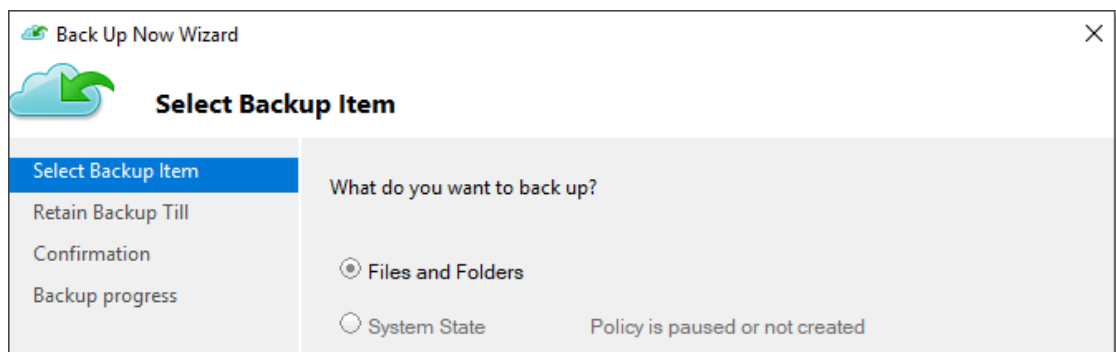 Back Up Now Wizard
Select Backup Item
Select Backup Item
Retain Backup Till
Confirmation
Backup progress
What do you want to back up?
Files and Folders
System State Policy is paused or not created